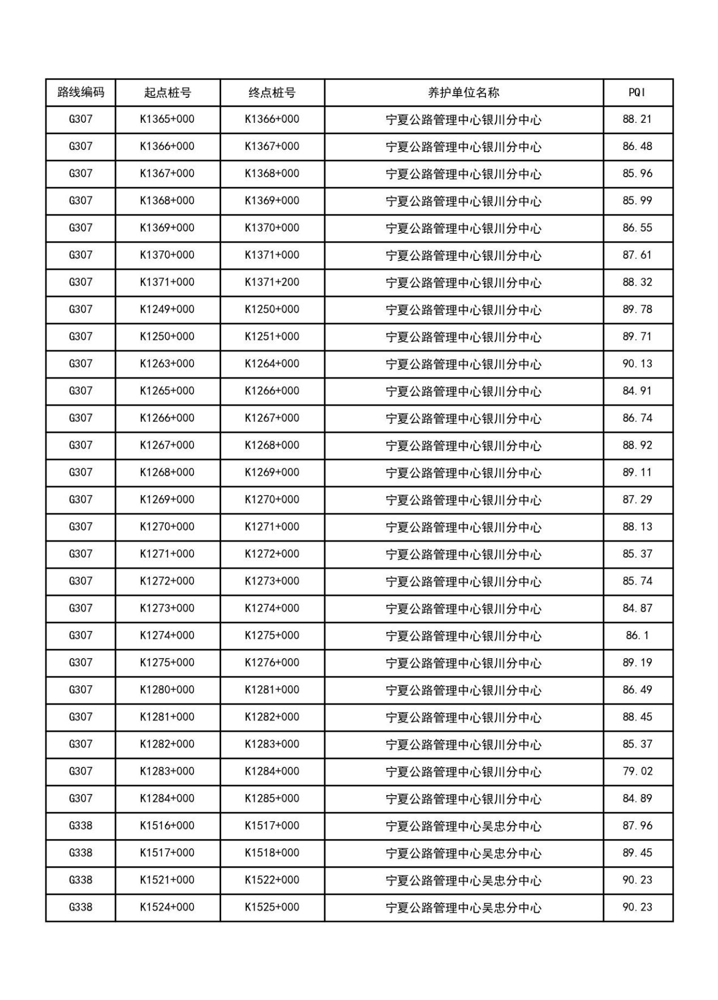 路线编码 起点桩号 终点桩号 养护单位名称 PQI
G307 K1365+000 K1366+000 宁夏公路管理中心银川分中心 88.21
G307 K1366+000 K1367+000 宁夏公路管理中心银川分中心 86.48
G307 K1367+000 K1368+000 宁夏公路管理中心银川分中心 85.96
G307 K1368+000 K1369+000 宁夏公路管理中心银川分中心 85.99
G307 K1369+000 K1370+000 宁夏公路管理中心银川分中心 86.55
G307 K1370+000 K1371+000 宁夏公路管理中心银川分中心 87.61
G307 K1371+000 K1371+200 宁夏公路管理中心银川分中心 88.32
G307 K1249+000 K1250+000 宁夏公路管理中心银川分中心 89.78
G307 K1250+000 K1251+000 宁夏公路管理中心银川分中心 89.71
G307 K1263+000 K1264+000 宁夏公路管理中心银川分中心 90.13
G307 K1265+000 K1266+000 宁夏公路管理中心银川分中心 84.91
G307 K1266+000 K1267+000 宁夏公路管理中心银川分中心 86.74
G307 K1267+000 K1268+000 宁夏公路管理中心银川分中心 88.92
G307 K1268+000 K1269+000 宁夏公路管理中心银川分中心 89.11
G307 K1269+000 K1270+000 宁夏公路管理中心银川分中心 87.29
G307 K1270+000 K1271+000 宁夏公路管理中心银川分中心 88.13
G307 K1271+000 K1272+000 宁夏公路管理中心银川分中心 85.37
G307 K1272+000 K1273+000 宁夏公路管理中心银川分中心 85.74
G307 K1273+000 K1274+000 宁夏公路管理中心银川分中心 84.87
G307 K1274+000 K1275+000 宁夏公路管理中心银川分中心 86.1
G307 K1275+000 K1276+000 宁夏公路管理中心银川分中心 89.19
G307 K1280+000 K1281+000 宁夏公路管理中心银川分中心 86.49
G307 K1281+000 K1282+000 宁夏公路管理中心银川分中心 88.45
G307 K1282+000 K1283+000 宁夏公路管理中心银川分中心 85.37
G307 K1283+000 K1284+000 宁夏公路管理中心银川分中心 79.02
G307 K1284+000 K1285+000 宁夏公路管理中心银川分中心 84.89
G338 K1516+000 K1517+000 宁夏公路管理中心吴忠分中心 87.96
G338 K1517+000 K1518+000 宁夏公路管理中心吴忠分中心 89.45
G338 K1521+000 K1522+000 宁夏公路管理中心吴忠分中心 90.23
G338 K1524+000 K1525+000 宁夏公路管理中心吴忠分中心 90.23